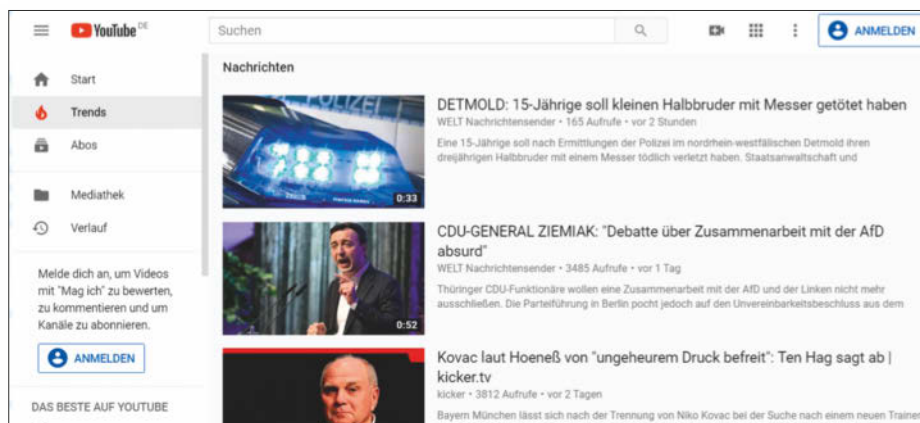 YouTube DE
Suchen
ANMELDEN
Start
Trends
Abos
Mediathek
Verlauf
Melde dich an, um Videos
mit "Mag ich" zu bewerten,
zu kommentieren und um
Kanäle zu abonnieren.
ANMELDEN
DAS BESTE AUF YOUTUBE
Nachrichten
POLIZEI
0:33
DETMOLD: 15-Jährige soll kleinen Halbbruder mit Messer getötet haben
WELT Nachrichtensender • 165 Aufrufe • vor 2 Stunden
Eine 15-Jährige soll nach Ermittlungen der Polizei im nordrhein-westfälischen Detmold ihren
dreijährigen Halbbruder mit einem Messer tödlich verletzt haben. Staatsanwaltschaft und
0:52
CDU-GENERAL ZIEMIAK: "Debatte über Zusammenarbeit mit der AfD
absurd"
WELT Nachrichtensender • 3485 Aufrufe • vor 1 Tag
Thüringer CDU-Funktionäre wollen eine Zusammenarbeit mit der AfD und der Linken nicht mehr
ausschließen. Die Parteiführung in Berlin pocht jedoch auf den Unvereinbarkeitsbeschluss aus dem
Kovac laut Hoeneß von "ungeheurem Druck befreit": Ten Hag sagt ab |
kicker.tv
kicker • 3812 Aufrufe • vor 2 Tagen
Bayern München lässt sich nach der Trennung von Niko Kovac bei der Suche nach einem neuen Trainer